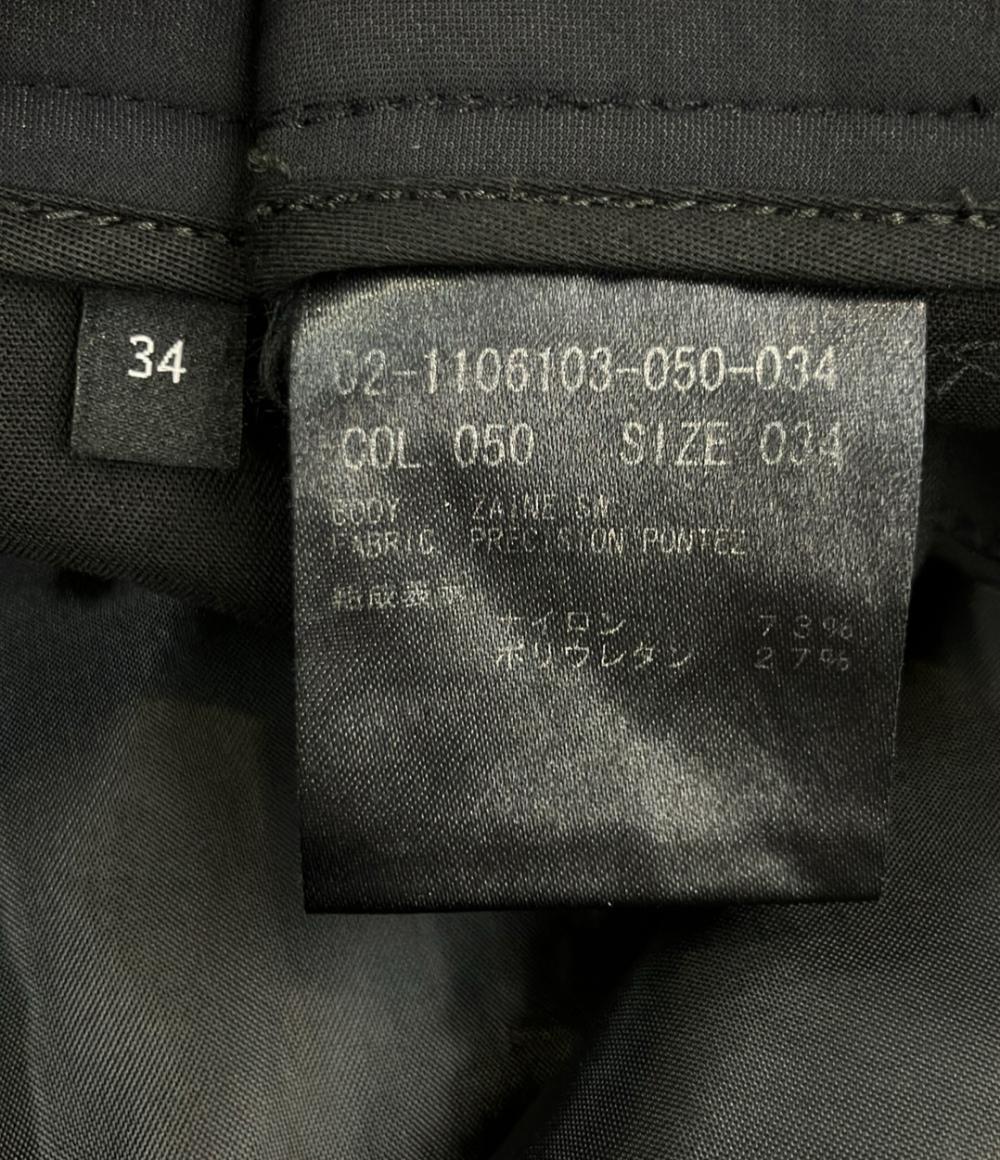 34
02-1106103-050-034
COL 050 SIZE 034
BODY : ZAINE SN
FABRIC PRECISION PONTEZ
組成表示
ナイロン 73%
ポリウレタン 27%